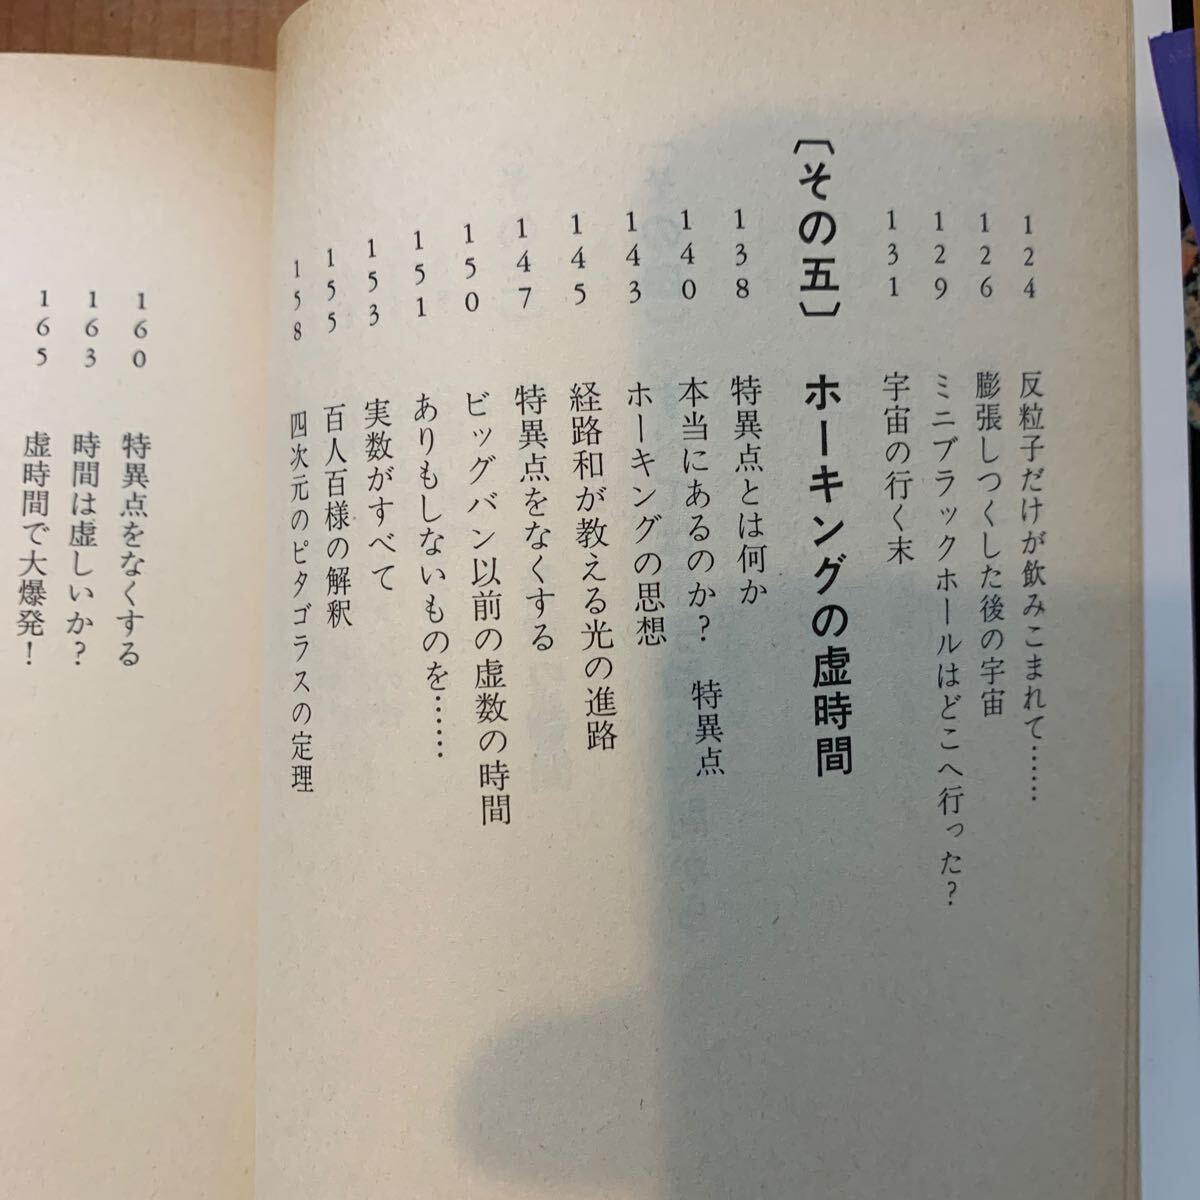 124 反粒子だけが飲みこまれて……
126 膨張しつくした後の宇宙
129 ミニブラックホールはどこへ行った？
131 宇宙の行く末
〔その五〕 ホーキングの虚時間
138 特異点とは何か
140 本当にあるのか？ 特異点
143 ホーキングの思想
145 経路和が教える光の進路
147 特異点をなくする
150 ビッグバン以前の虚数の時間
151 ありもしないものを……
153 実数がすべて
155 百人百様の解釈
158 四次元のピタゴラスの定理
160 特異点をなくする
163 時間は虚しいか？
165 虚時間で大爆発！